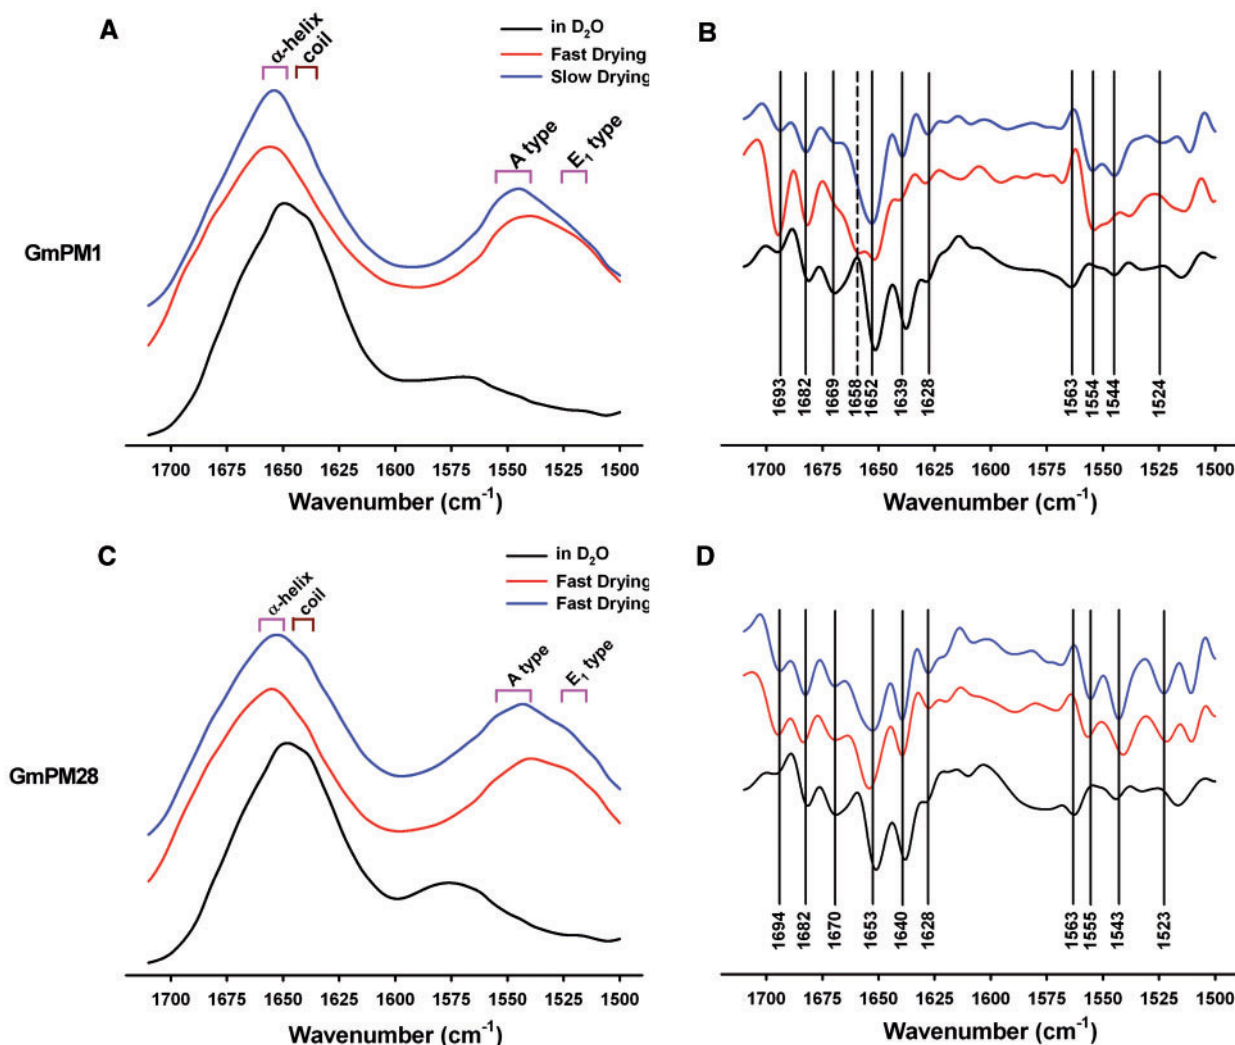 A
α-helix
coil
in D₂O
Fast Drying
Slow Drying
A type
E₁ type
GmPM1
1700 1675 1650 1625 1600 1575 1550 1525 1500
Wavenumber (cm⁻¹)
B
1693 1682 1669 1658 1652 1639 1628 1563 1554 1544 1524
1700 1675 1650 1625 1600 1575 1550 1525 1500
Wavenumber (cm⁻¹)
C
α-helix
coil
in D₂O
Fast Drying
Fast Drying
A type
E₁ type
GmPM28
1700 1675 1650 1625 1600 1575 1550 1525 1500
Wavenumber (cm⁻¹)
D
1694 1682 1670 1653 1640 1628 1563 1555 1543 1523
1700 1675 1650 1625 1600 1575 1550 1525 1500
Wavenumber (cm⁻¹)